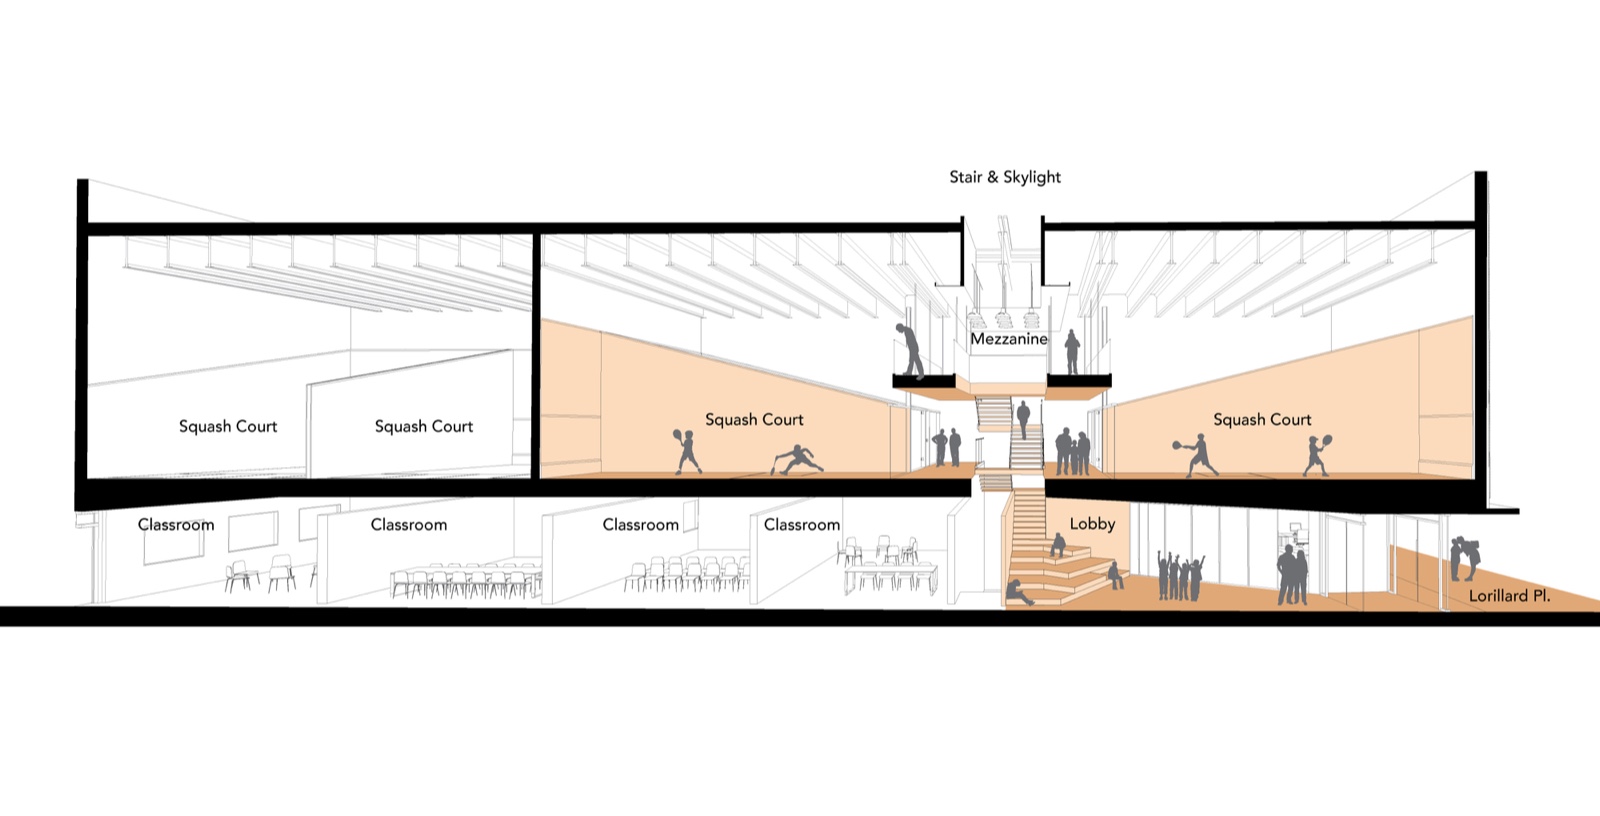 Stair & Skylight
Mezzanine
Squash Court
Squash Court
Squash Court
Squash Court
Classroom
Classroom
Classroom
Classroom
Lobby
Lorillard Pl.